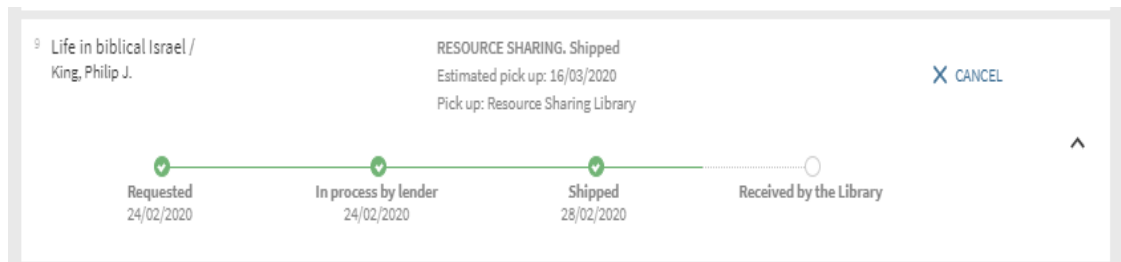 9 Life in biblical Israel /
King, Philip J.
RESOURCE SHARING. Shipped
Estimated pick up: 16/03/2020
Pick up: Resource Sharing Library
CANCEL
Requested
24/02/2020
In process by lender
24/02/2020
Shipped
28/02/2020
Received by the Library